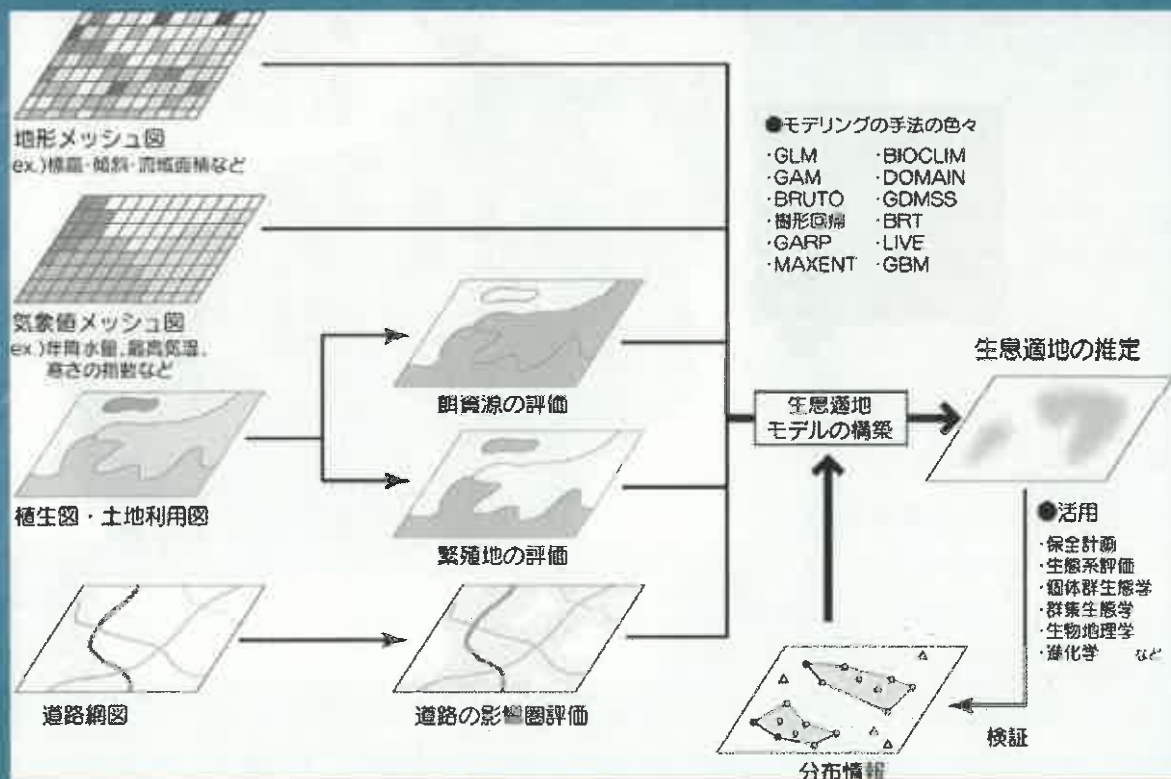 地形メッシュ図
ex.)標高・傾斜・流域面積など
気象値メッシュ図
ex.)年間水量、最高気温、
寒さの指数など
植生図・土地利用図
道路網図
餌資源の評価
繁殖地の評価
道路の影響圏評価
●モデリングの手法の色々
・GLM
・GAM
・BRUTO
・樹形回帰
・GARP
・MAXENT
・BIOCLIM
・DOMAIN
・GDMSS
・BRT
・LIVE
・GBM
生息適地
モデルの構築
生息適地の推定
●活用
・保全計画
・生態系評価
・個体群生態学
・群集生態学
・生物地理学
・進化学 など
検証
分布情報